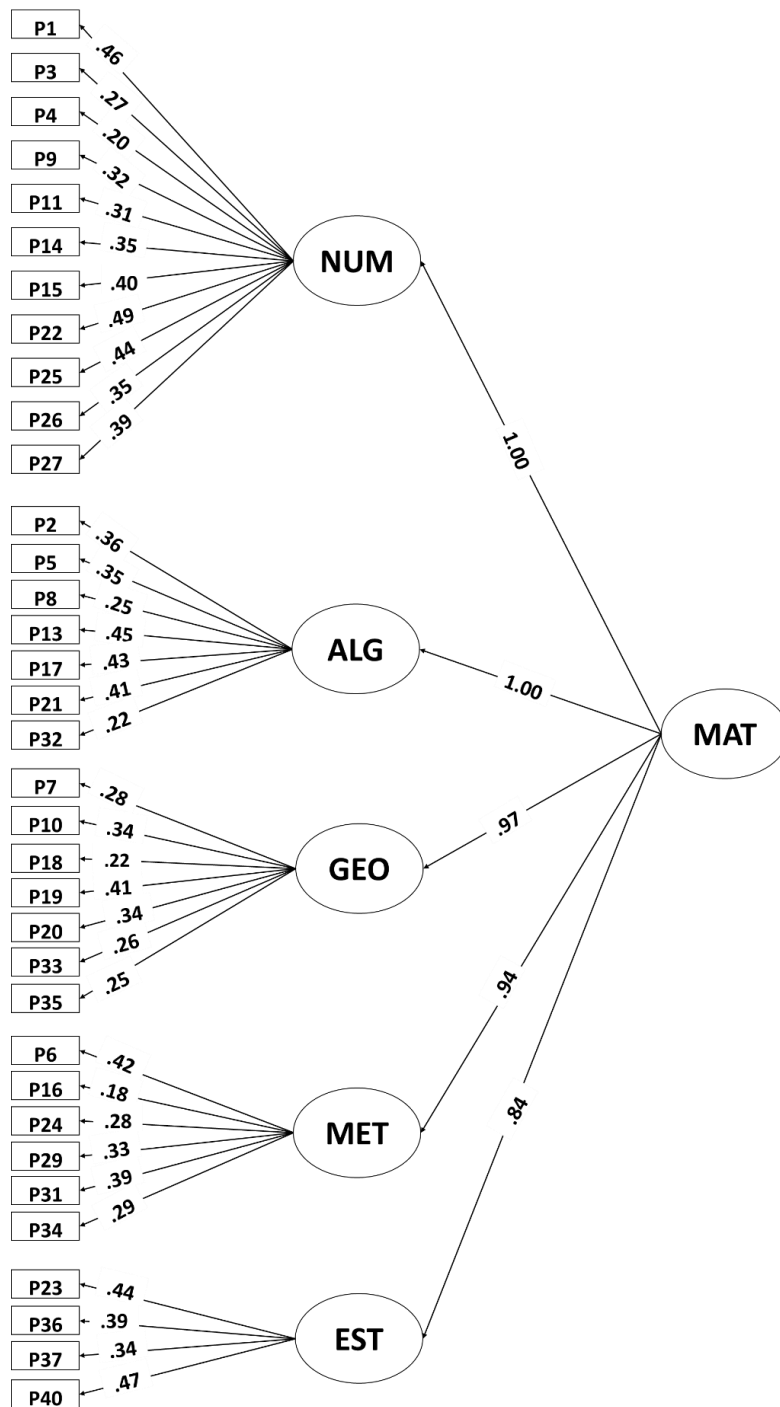 P1
.46
P3
.27
P4
.20
P9
.32
P11
.31
P14
.35
P15
.40
P22
.49
P25
.44
P26
.35
P27
.39
NUM
1.00
P2
.36
P5
.35
P8
.25
P13
.45
P17
.43
P21
.41
P32
.22
ALG
1.00
MAT
P7
.28
P10
.34
P18
.22
P19
.41
P20
.34
P33
.26
P35
.25
GEO
.97
P6
.42
P16
.18
P24
.28
P29
.33
P31
.39
P34
.29
MET
.94
P23
.44
P36
.39
P37
.34
P40
.47
EST
.84